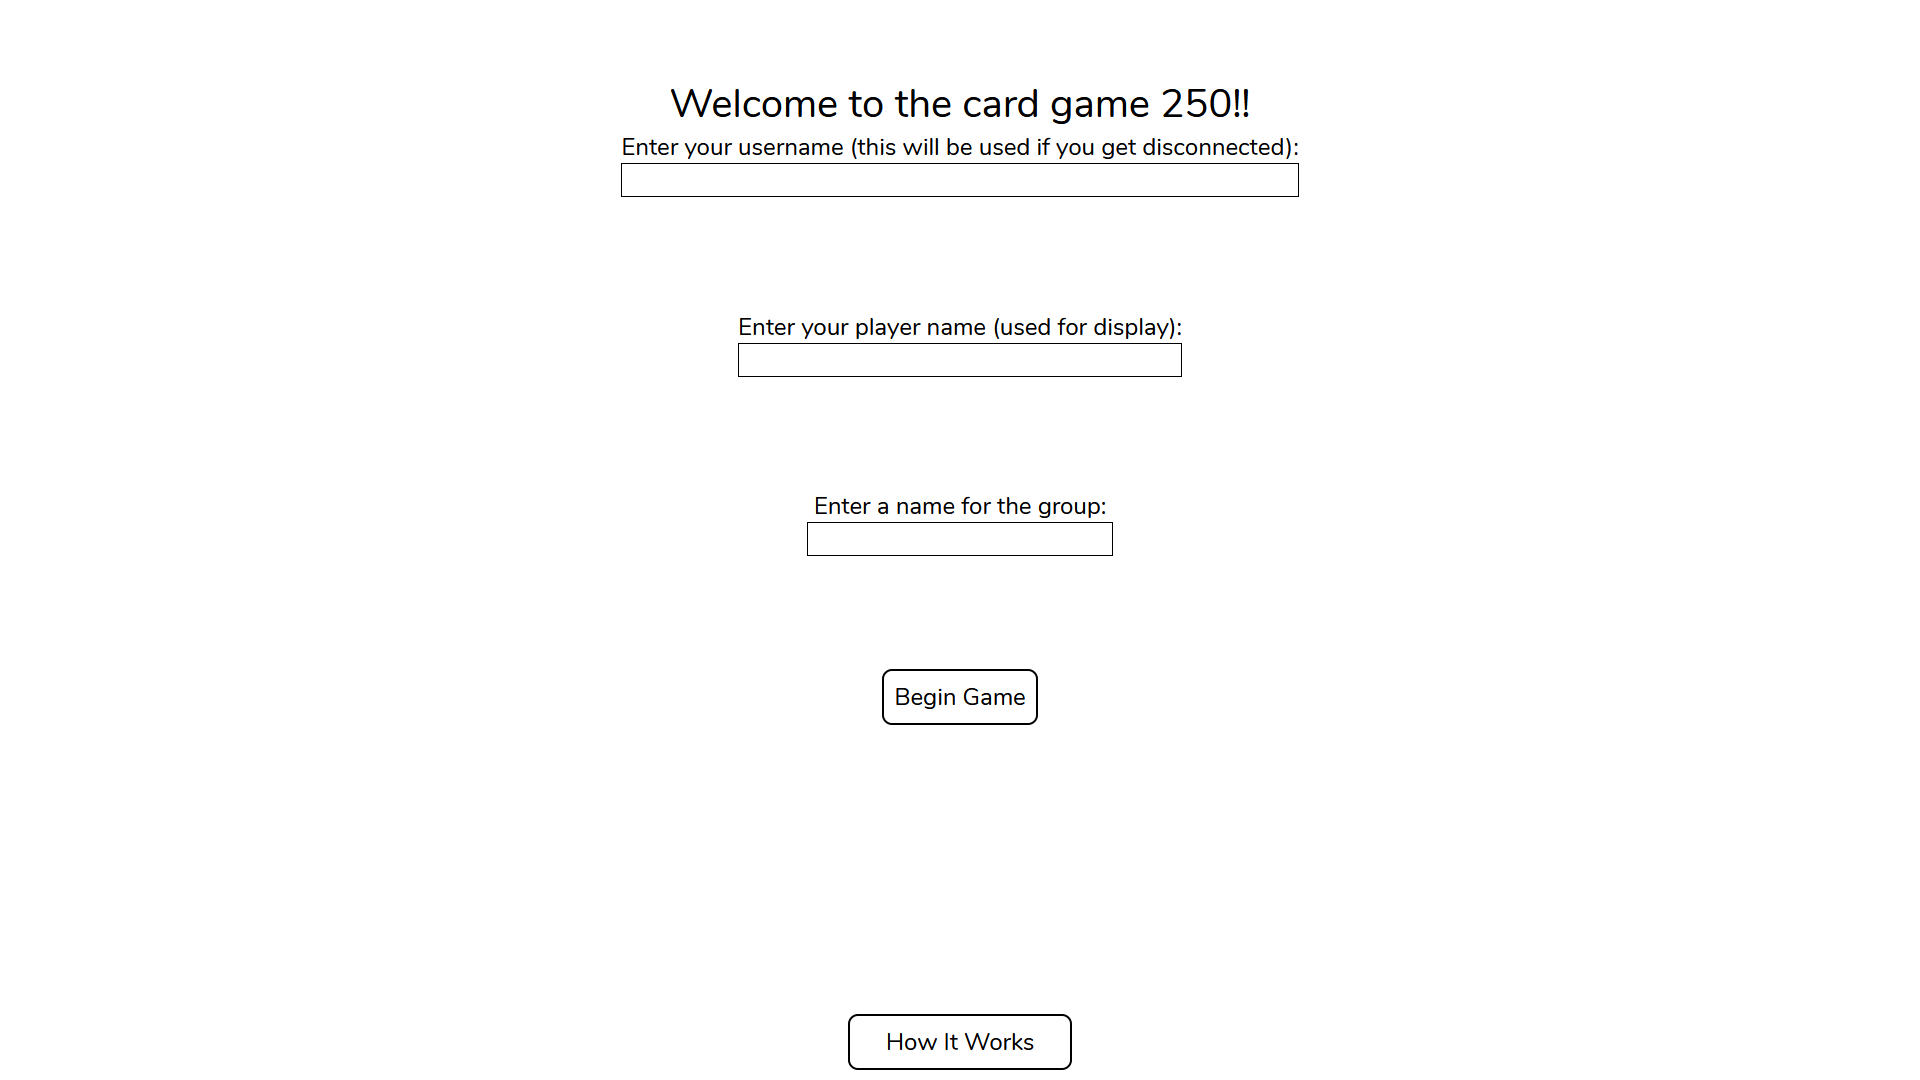 Welcome to the card game 250!!
Enter your username (this will be used if you get disconnected):
Enter your player name (used for display):
Enter a name for the group:
Begin Game
How It Works